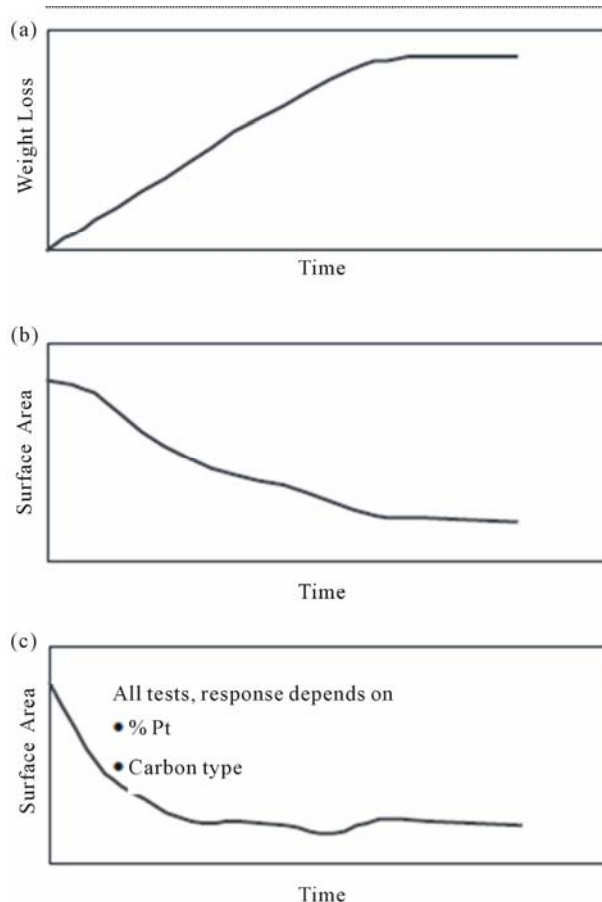 (a)
Weight Loss
Time
(b)
Surface Area
Time
(c)
Surface Area
All tests, response depends on
• % Pt
• Carbon type
Time